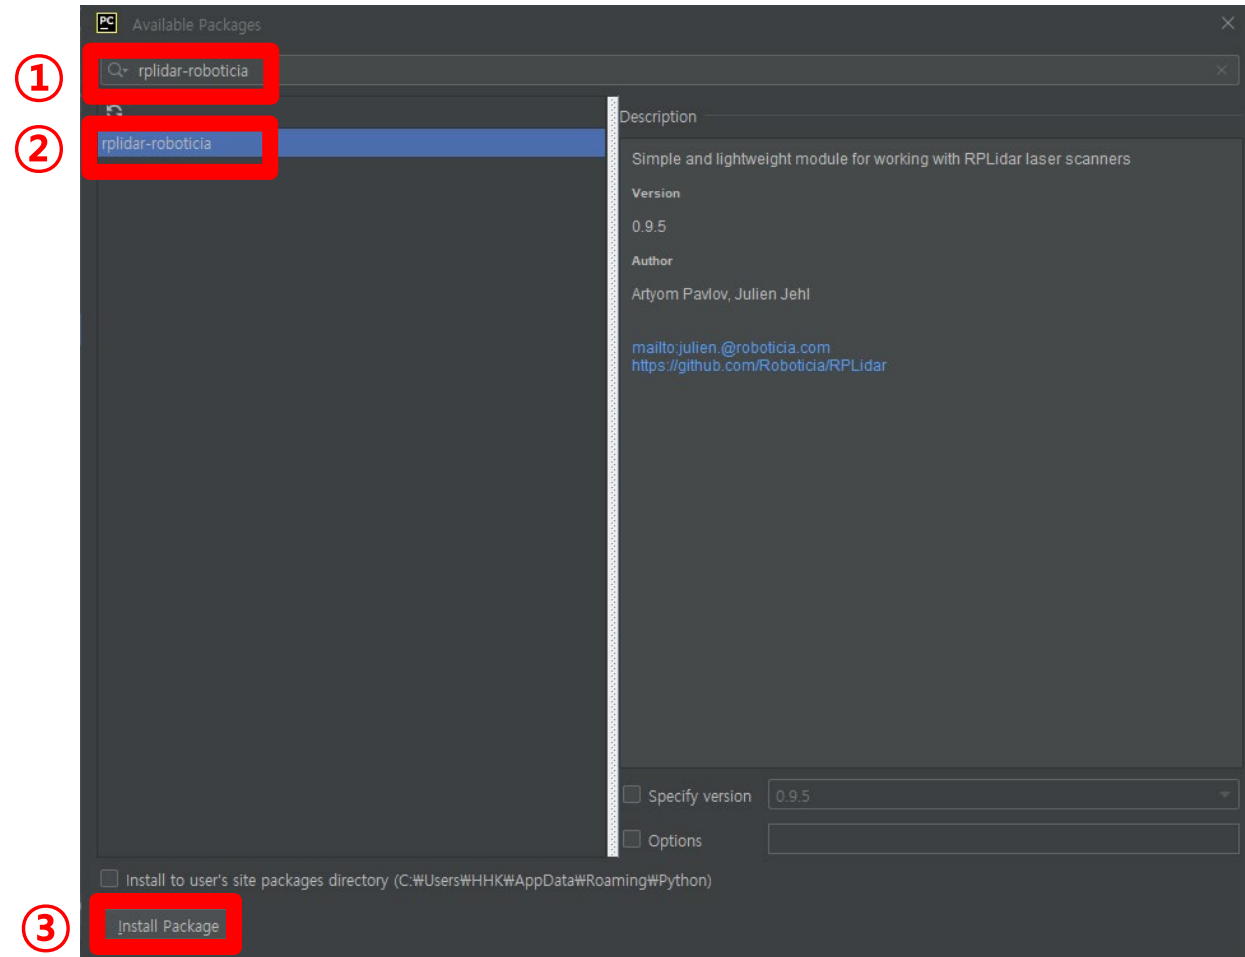 PC Available Packages
① rplidar-roboticia
② rplidar-roboticia
Description
Simple and lightweight module for working with RPLidar laser scanners
Version
0.9.5
Author
Artyom Pavlov, Julien Jehl
mailto:julien.@roboticia.com
https://github.com/Roboticia/RPLidar
Specify version 0.9.5
Options
Install to user's site packages directory (C:₩Users₩HHK₩AppData₩Roaming₩Python)
③ Install Package